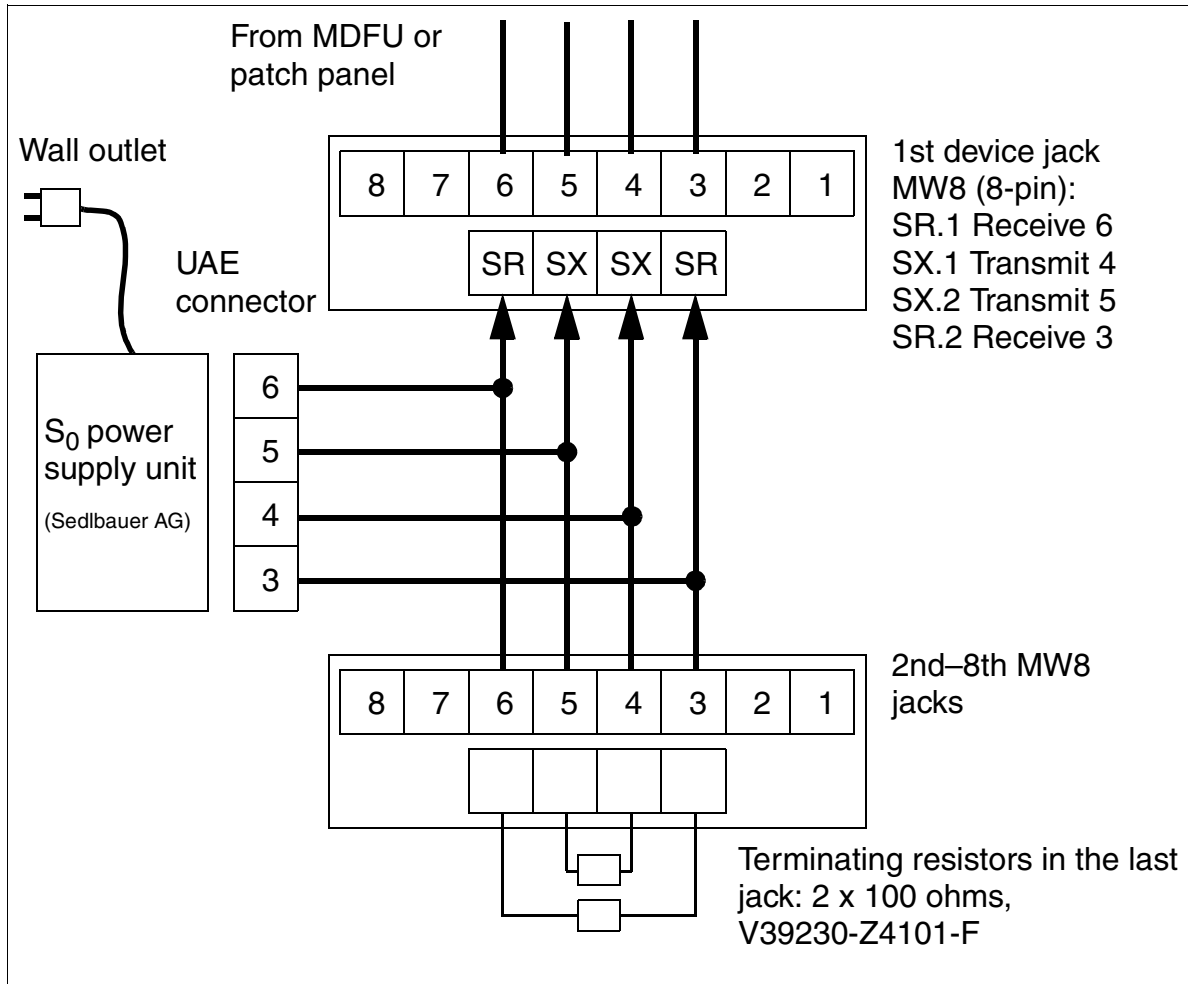 From MDFU or
patch panel
Wall outlet
8 7 6 5 4 3 2 1
1st device jack
MW8 (8-pin):
SR.1 Receive 6
SX.1 Transmit 4
SX.2 Transmit 5
SR.2 Receive 3
SR SX SX SR
UAE
connector
S0 power
supply unit
(Sedlbauer AG)
6
5
4
3
2nd–8th MW8
jacks
8 7 6 5 4 3 2 1
Terminating resistors in the last
jack: 2 x 100 ohms,
V39230-Z4101-F